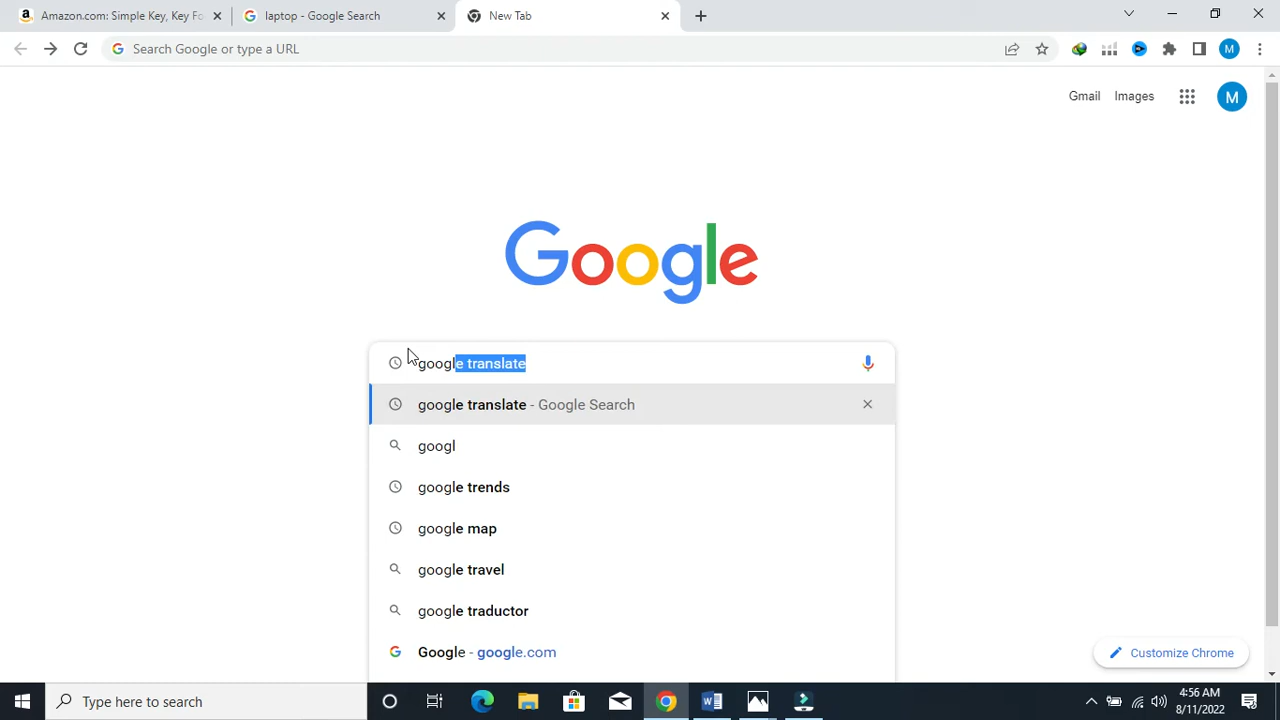 Amazon.com: Simple Key, Key Fo
laptop - Google Search
New Tab
Search Google or type a URL
M
Gmail
Images
M
Google
google translate
google translate - Google Search
googl
google trends
google map
google travel
google traductor
Google - google.com
Customize Chrome
Type here to search
4:56 AM
8/11/2022